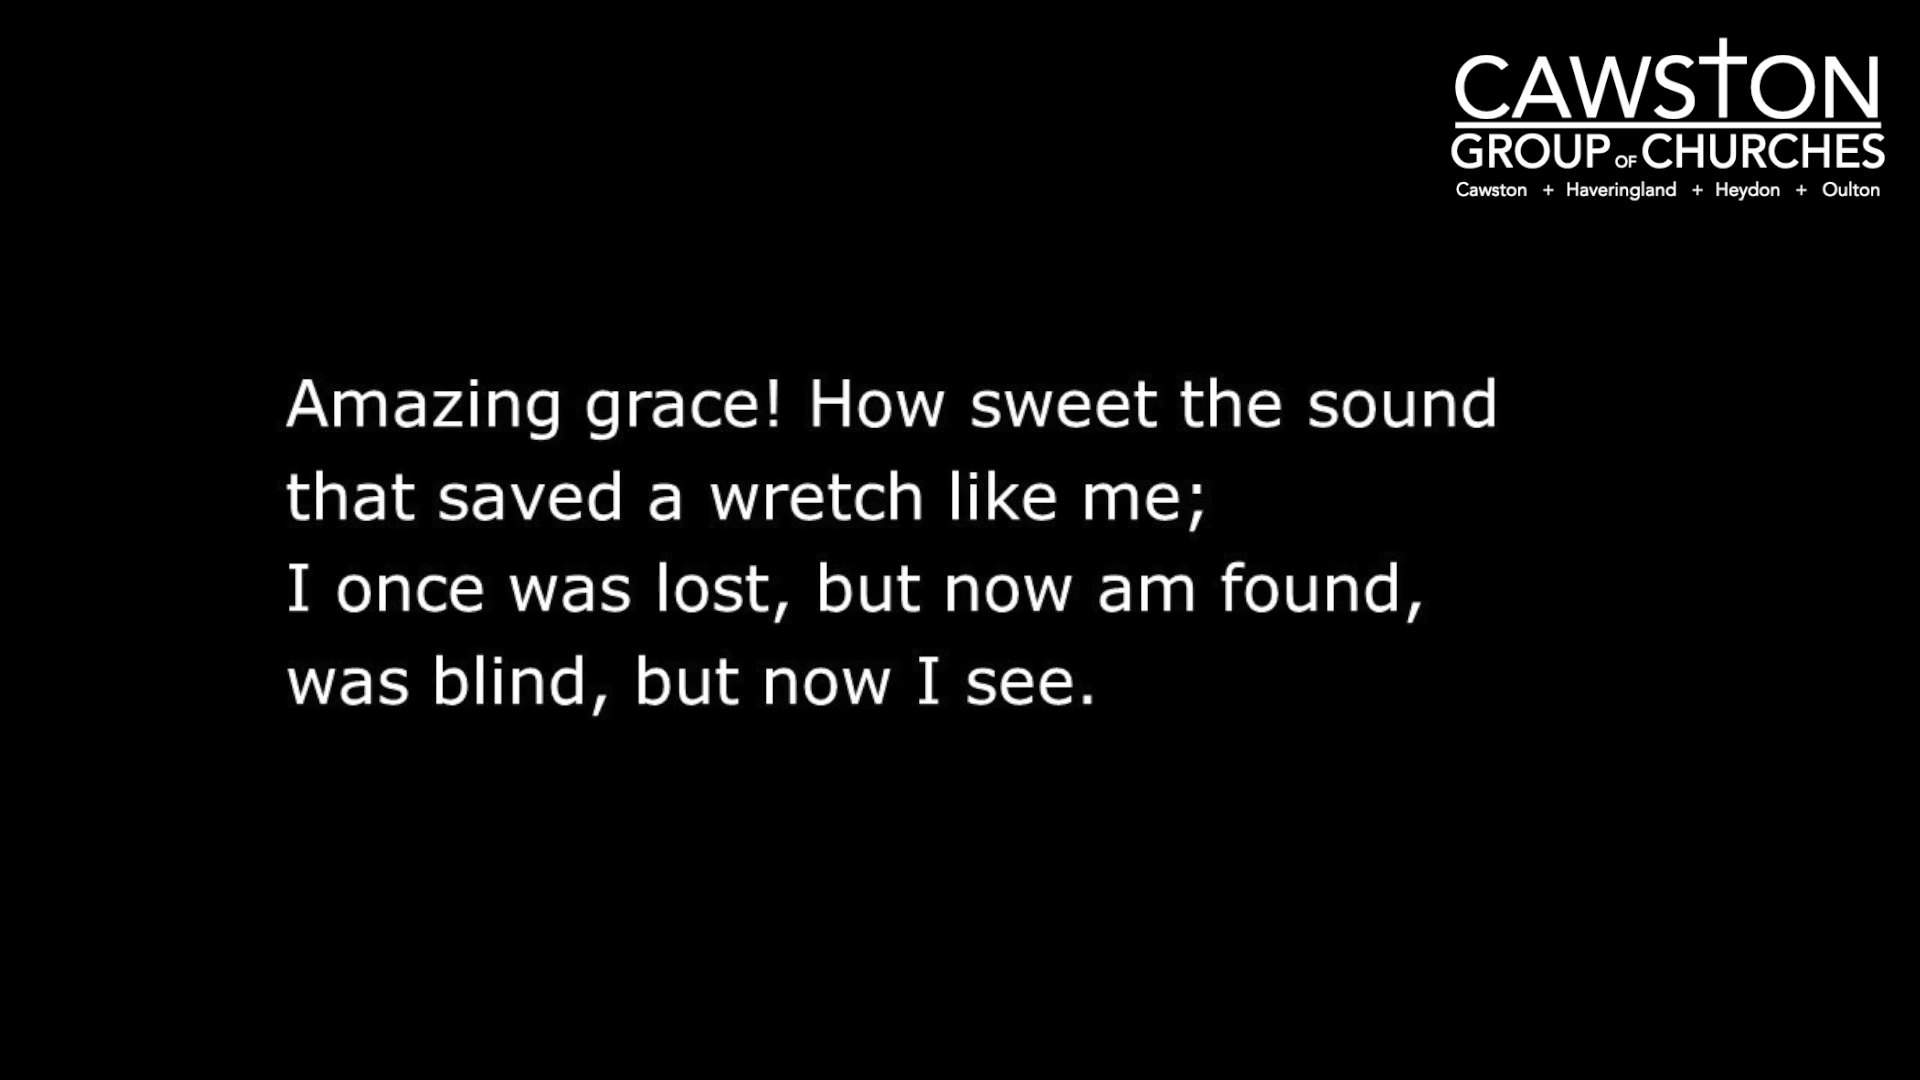 CAWSTON
GROUP OF CHURCHES
Cawston + Haveringland + Heydon + Oulton
Amazing grace! How sweet the sound
that saved a wretch like me;
I once was lost, but now am found,
was blind, but now I see.